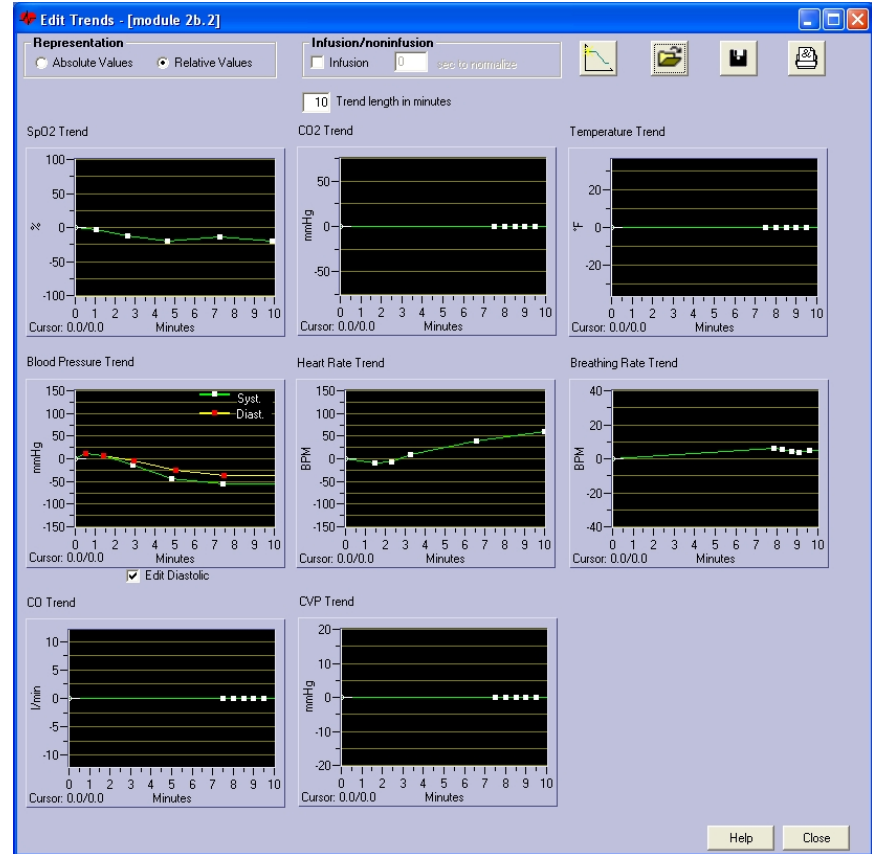 Edit Trends - [module 2b.2]
Representation
Absolute Values Relative Values
Infusion/noninfusion
Infusion 0 sec to normalize
10 Trend length in minutes
SpO2 Trend
100
50
0
-50
-100
%
0 1 2 3 4 5 6 7 8 9 10
Cursor: 0.0/0.0 Minutes
CO2 Trend
50
0
-50
mmHg
0 1 2 3 4 5 6 7 8 9 10
Cursor: 0.0/0.0 Minutes
Temperature Trend
20
0
-20
°F
0 1 2 3 4 5 6 7 8 9 10
Cursor: 0.0/0.0 Minutes
Blood Pressure Trend
150
100
50
0
-50
-100
-150
mmHg
Syst.
Diast.
0 1 2 3 4 5 6 7 8 9 10
Cursor: 0.0/0.0 Minutes
Edit Diastolic
Heart Rate Trend
150
100
50
0
-50
-100
-150
BPM
0 1 2 3 4 5 6 7 8 9 10
Cursor: 0.0/0.0 Minutes
Breathing Rate Trend
40
20
0
-20
-40
BPM
0 1 2 3 4 5 6 7 8 9 10
Cursor: 0.0/0.0 Minutes
CO Trend
10
5
0
-5
-10
l/min
0 1 2 3 4 5 6 7 8 9 10
Cursor: 0.0/0.0 Minutes
CVP Trend
20
10
0
-10
-20
mmHg
0 1 2 3 4 5 6 7 8 9 10
Cursor: 0.0/0.0 Minutes
Help Close